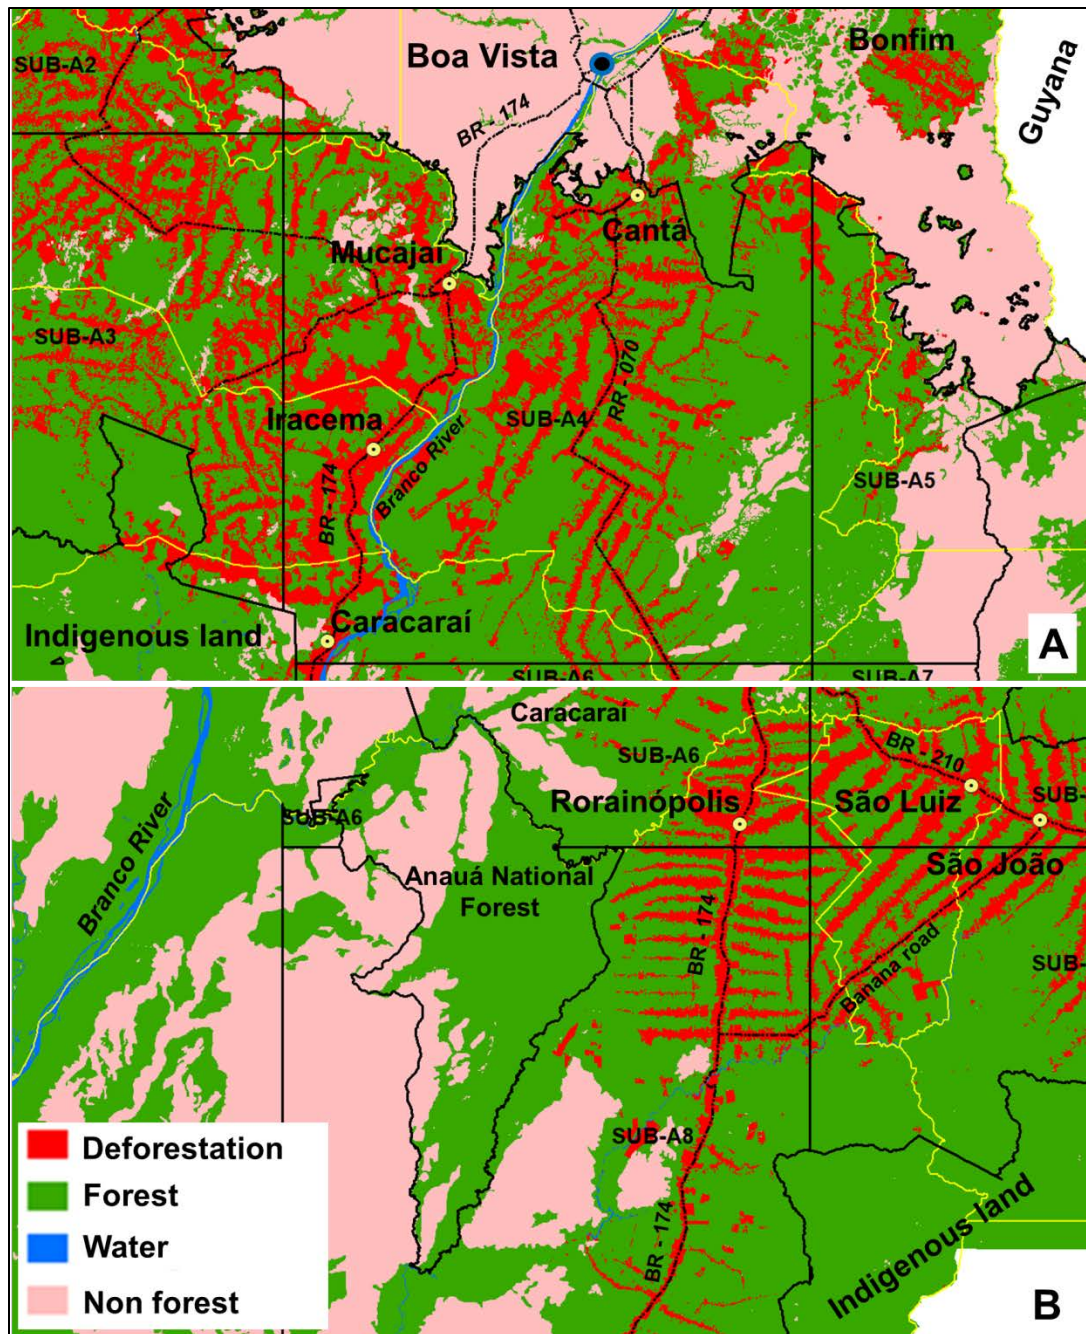 SUB-A2
Boa Vista
Bonfim
Guyana
BR - 174
Cantá
Mucajaí
SUB-A3
RR - 070
Iracema
SUB-A4
Branco River
BR - 174
SUB-A5
Indigenous land
Caracaraí
SUB-A6
SUB-A7
A
Caracaraí
SUB-A6
BR - 210
Branco River
SUB-A6
Rorainópolis
São Luiz
SUB-
São João
Anauá National
Forest
BR - 174
Banana road
SUB-
SUB-A8
BR - 174
Indigenous land
Deforestation
Forest
Water
Non forest
B